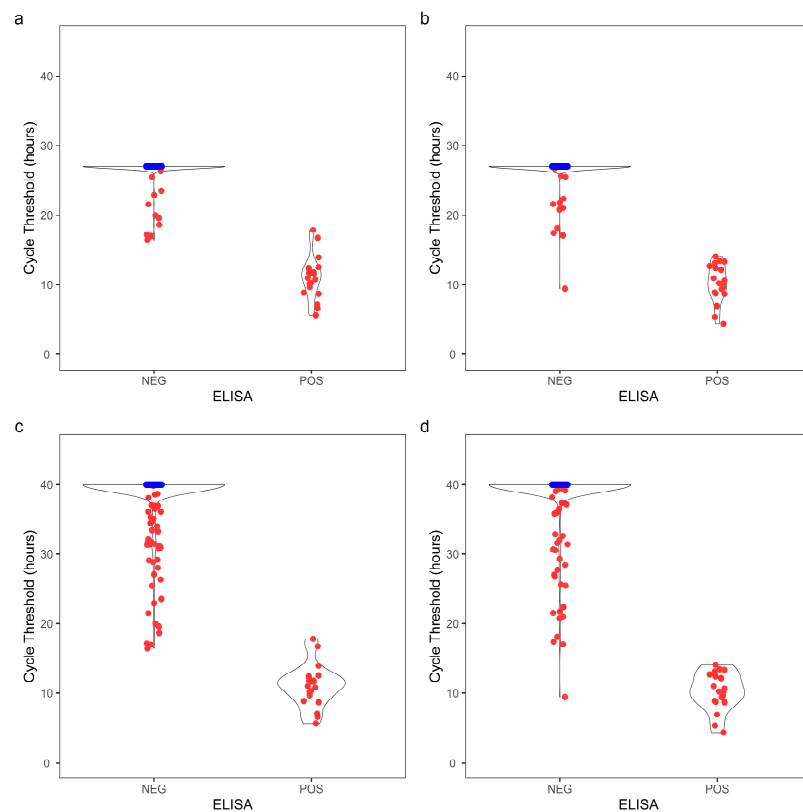 a
Cycle Threshold (hours)
40
30
20
10
0
NEG
POS
ELISA
b
Cycle Threshold (hours)
40
30
20
10
0
NEG
POS
ELISA
c
Cycle Threshold (hours)
40
30
20
10
0
NEG
POS
ELISA
d
Cycle Threshold (hours)
40
30
20
10
0
NEG
POS
ELISA